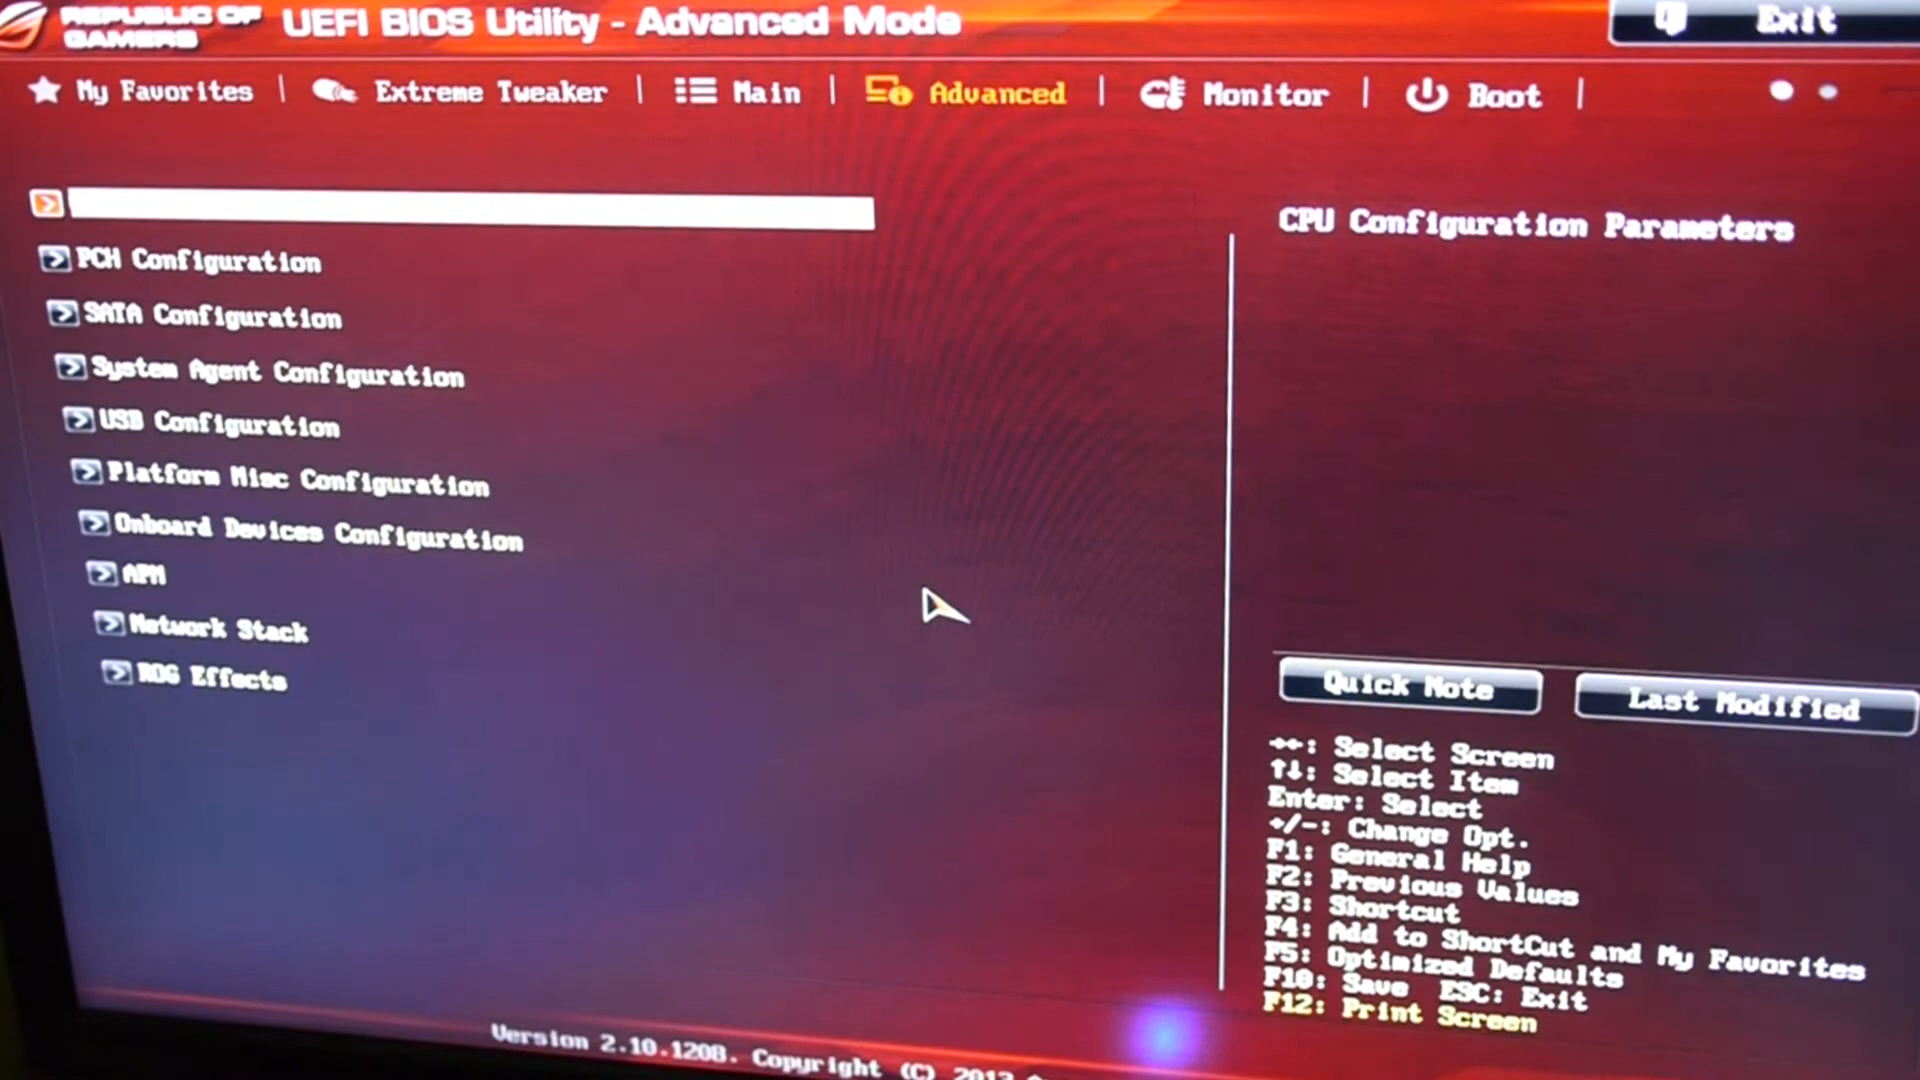 REPUBLIC OF
GAMERS
UEFI BIOS Utility - Advanced Mode
Exit
My Favorites
Extreme Tweaker
Main
Advanced
Monitor
Boot
PCH Configuration
SATA Configuration
System Agent Configuration
USB Configuration
Platform Misc Configuration
Onboard Devices Configuration
APM
Network Stack
ROG Effects
CPU Configuration Parameters
Quick Note
Last Modified
→←: Select Screen
↑↓: Select Item
Enter: Select
+/-: Change Opt.
F1: General Help
F2: Previous Values
F3: Shortcut
F4: Add to ShortCut and My Favorites
F5: Optimized Defaults
F10: Save ESC: Exit
F12: Print Screen
Version 2.10.1208. Copyright (C)